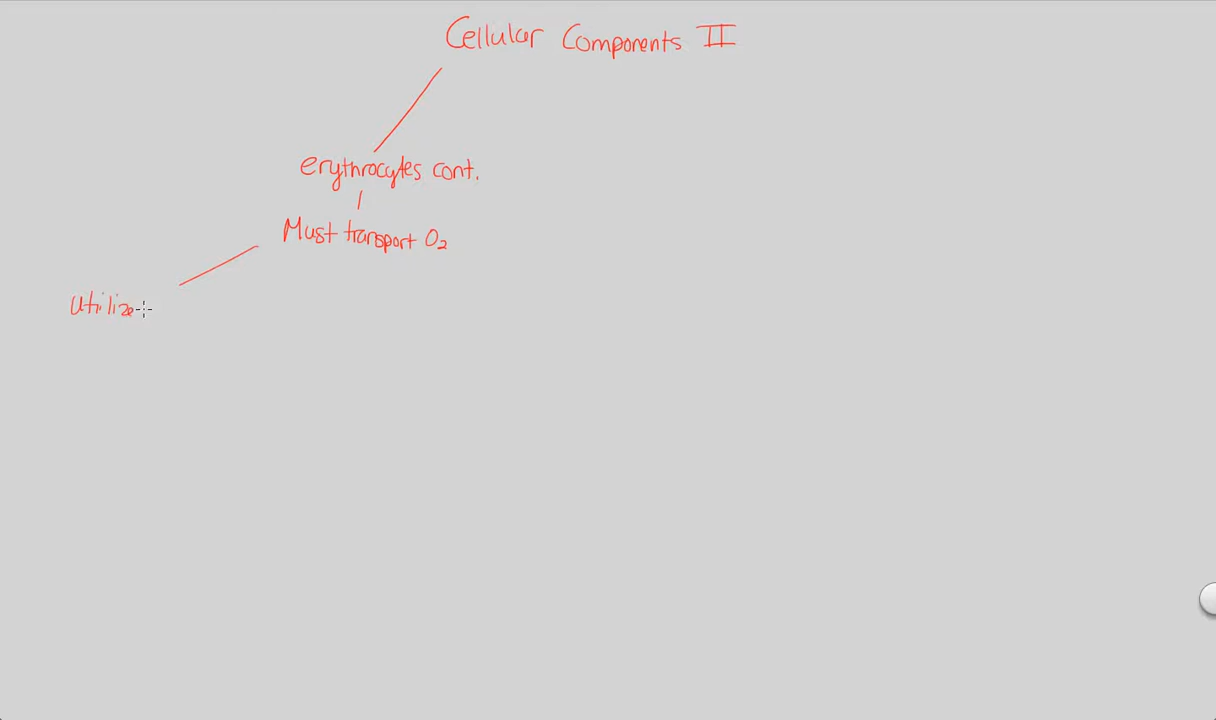 Cellular Components II
erythrocytes cont.
Must transport O₂
Utilize